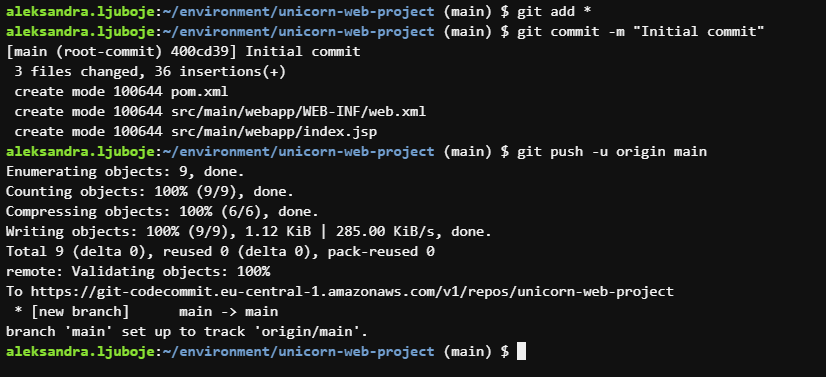 aleksandra.ljuboje:~/environment/unicorn-web-project (main) $ git add *
aleksandra.ljuboje:~/environment/unicorn-web-project (main) $ git commit -m "Initial commit"
[main (root-commit) 400cd39] Initial commit
 3 files changed, 36 insertions(+)
 create mode 100644 pom.xml
 create mode 100644 src/main/webapp/WEB-INF/web.xml
 create mode 100644 src/main/webapp/index.jsp
aleksandra.ljuboje:~/environment/unicorn-web-project (main) $ git push -u origin main
Enumerating objects: 9, done.
Counting objects: 100% (9/9), done.
Compressing objects: 100% (6/6), done.
Writing objects: 100% (9/9), 1.12 KiB | 285.00 KiB/s, done.
Total 9 (delta 0), reused 0 (delta 0), pack-reused 0
remote: Validating objects: 100%
To https://git-codecommit.eu-central-1.amazonaws.com/v1/repos/unicorn-web-project
 * [new branch]      main -> main
branch 'main' set up to track 'origin/main'.
aleksandra.ljuboje:~/environment/unicorn-web-project (main) $